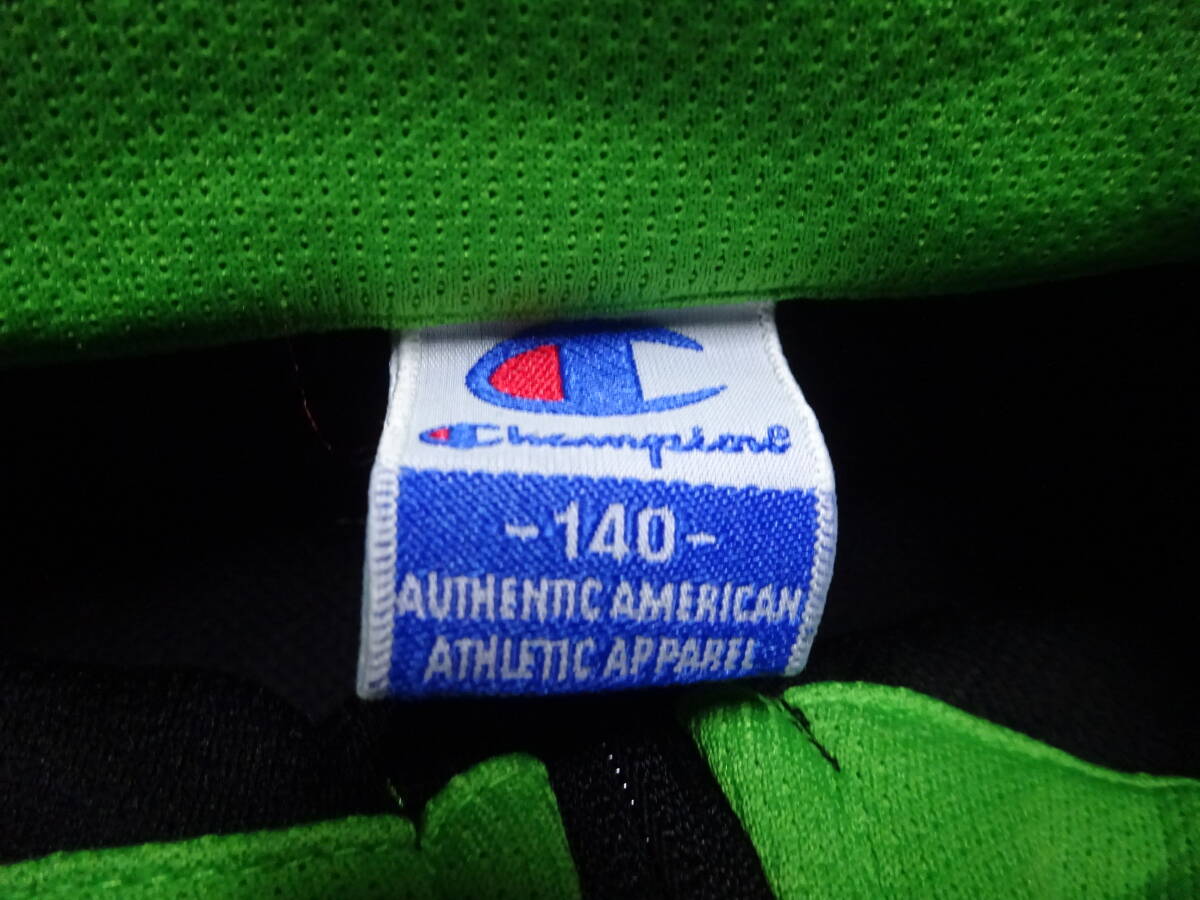 Champion®
-140-
AUTHENTIC AMERICAN
ATHLETIC APPAREL